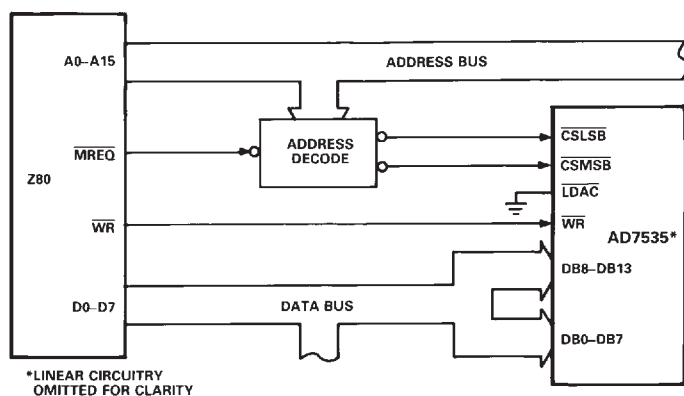 A0–A15
ADDRESS BUS
MREQ
ADDRESS
DECODE
CSLSB
CSMSB
LDAC
Z80
WR
WR
AD7535*
DB8–DB13
D0–D7
DATA BUS
DB0–DB7
*LINEAR CIRCUITRY
OMITTED FOR CLARITY